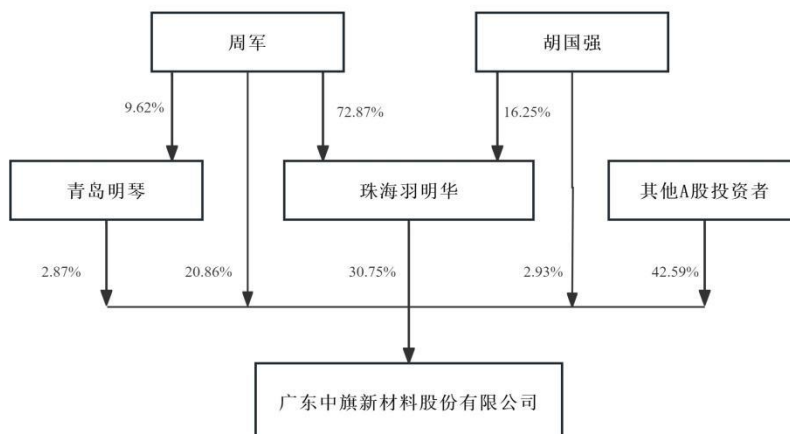 周军
胡国强
9.62%
72.87%
16.25%
青岛明琴
珠海羽明华
其他A股投资者
2.87%
20.86%
30.75%
2.93%
42.59%
广东中旗新材料股份有限公司